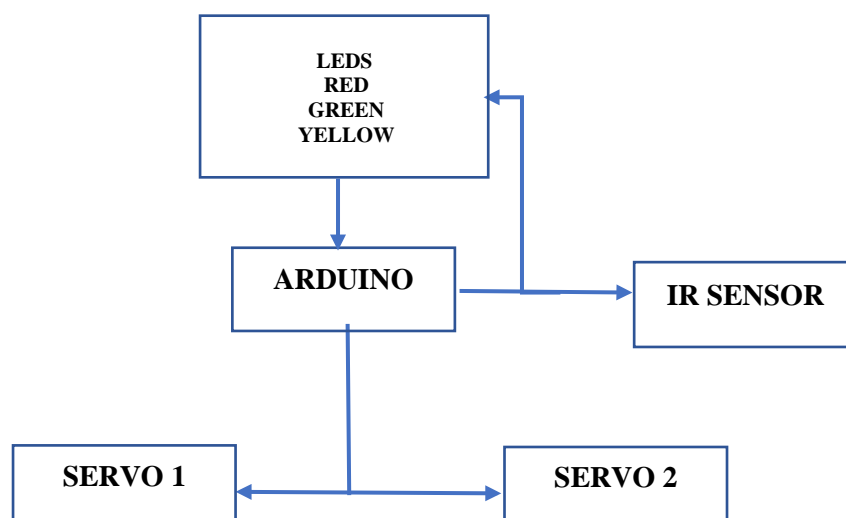 LEDS
RED
GREEN
YELLOW
ARDUINO
IR SENSOR
SERVO 1
SERVO 2